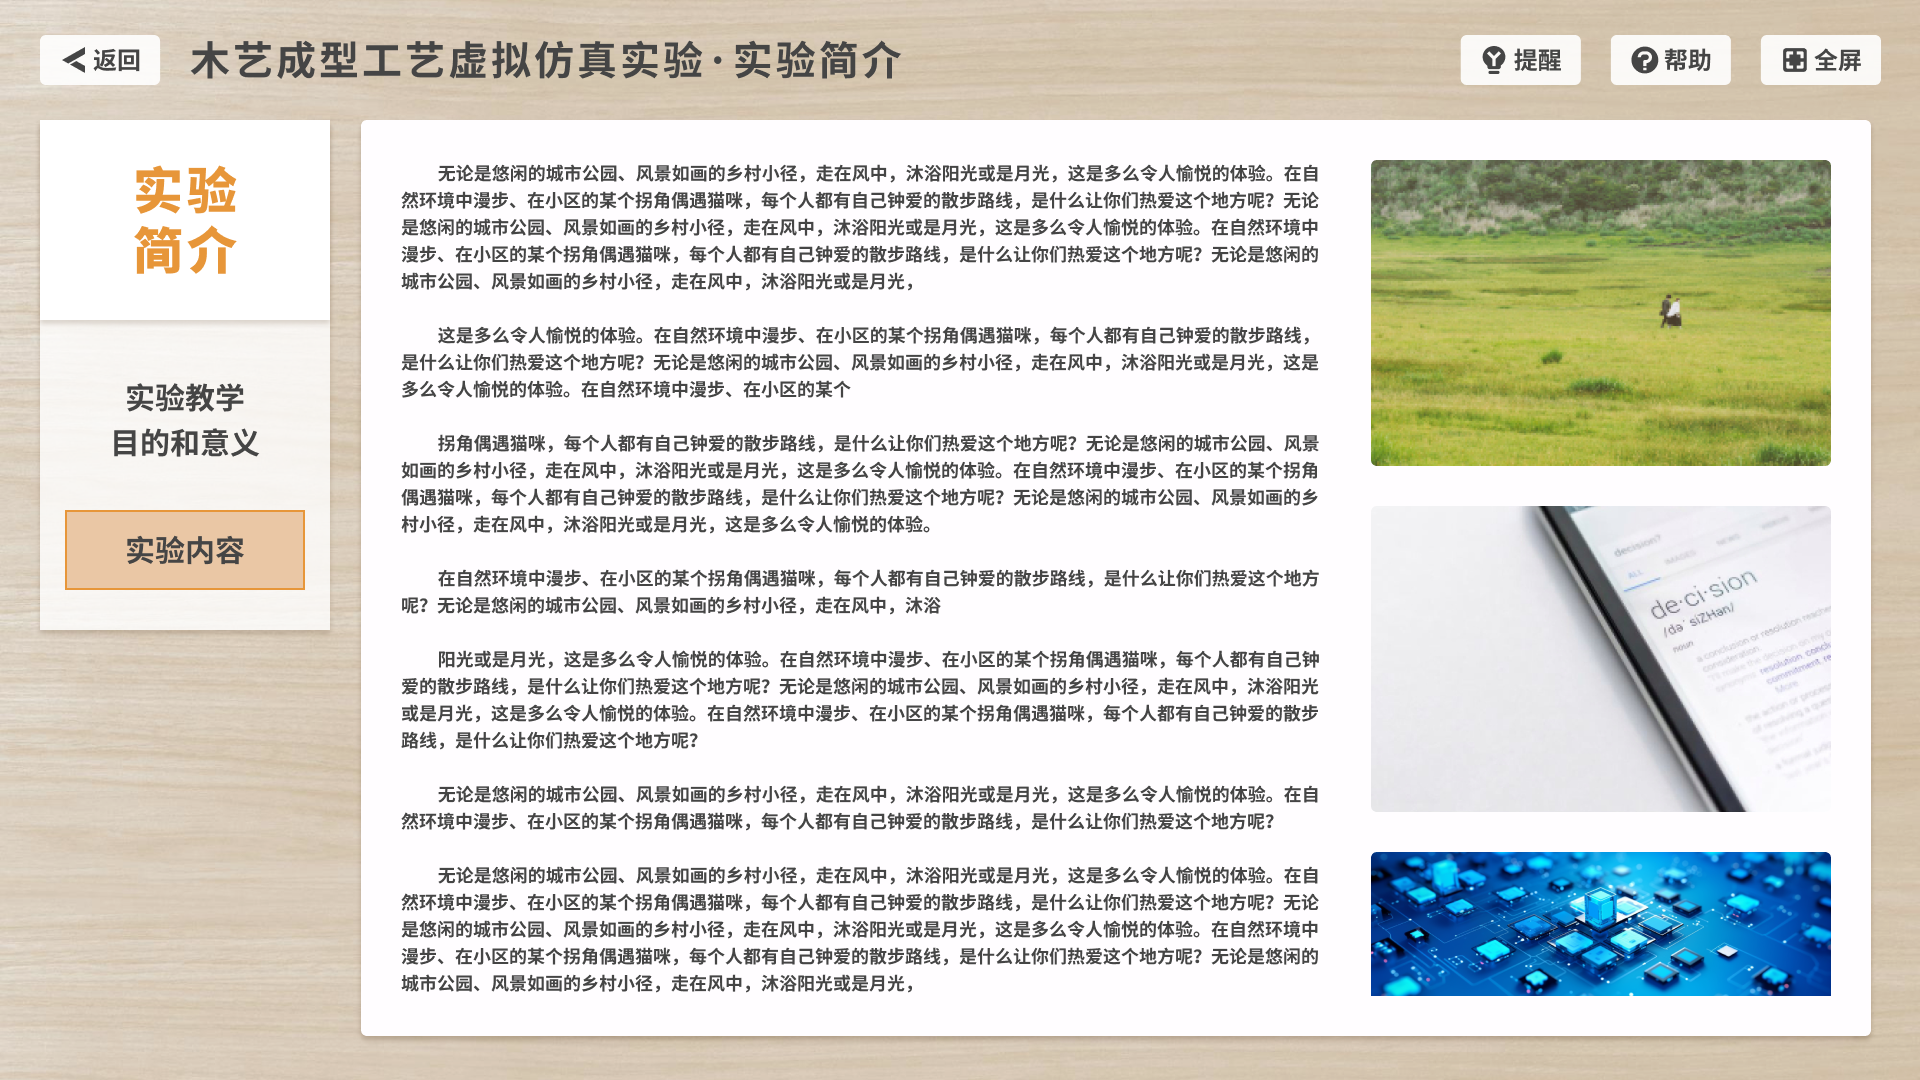 返回
木艺成型工艺虚拟仿真实验·实验简介
提醒
帮助
全屏
实验
简介
实验教学
目的和意义
实验内容
无论是悠闲的城市公园、风景如画的乡村小径，走在风中，沐浴阳光或是月光，这是多么令人愉悦的体验。在自
然环境中漫步、在小区的某个拐角偶遇猫咪，每个人都有自己钟爱的散步路线，是什么让你们热爱这个地方呢？无论
是悠闲的城市公园、风景如画的乡村小径，走在风中，沐浴阳光或是月光，这是多么令人愉悦的体验。在自然环境中
漫步、在小区的某个拐角偶遇猫咪，每个人都有自己钟爱的散步路线，是什么让你们热爱这个地方呢？无论是悠闲的
城市公园、风景如画的乡村小径，走在风中，沐浴阳光或是月光，
这是多么令人愉悦的体验。在自然环境中漫步、在小区的某个拐角偶遇猫咪，每个人都有自己钟爱的散步路线，
是什么让你们热爱这个地方呢？无论是悠闲的城市公园、风景如画的乡村小径，走在风中，沐浴阳光或是月光，这是
多么令人愉悦的体验。在自然环境中漫步、在小区的某个
拐角偶遇猫咪，每个人都有自己钟爱的散步路线，是什么让你们热爱这个地方呢？无论是悠闲的城市公园、风景
如画的乡村小径，走在风中，沐浴阳光或是月光，这是多么令人愉悦的体验。在自然环境中漫步、在小区的某个拐角
偶遇猫咪，每个人都有自己钟爱的散步路线，是什么让你们热爱这个地方呢？无论是悠闲的城市公园、风景如画的乡
村小径，走在风中，沐浴阳光或是月光，这是多么令人愉悦的体验。
在自然环境中漫步、在小区的某个拐角偶遇猫咪，每个人都有自己钟爱的散步路线，是什么让你们热爱这个地方
呢？无论是悠闲的城市公园、风景如画的乡村小径，走在风中，沐浴
阳光或是月光，这是多么令人愉悦的体验。在自然环境中漫步、在小区的某个拐角偶遇猫咪，每个人都有自己钟
爱的散步路线，是什么让你们热爱这个地方呢？无论是悠闲的城市公园、风景如画的乡村小径，走在风中，沐浴阳光
或是月光，这是多么令人愉悦的体验。在自然环境中漫步、在小区的某个拐角偶遇猫咪，每个人都有自己钟爱的散步
路线，是什么让你们热爱这个地方呢？
无论是悠闲的城市公园、风景如画的乡村小径，走在风中，沐浴阳光或是月光，这是多么令人愉悦的体验。在自
然环境中漫步、在小区的某个拐角偶遇猫咪，每个人都有自己钟爱的散步路线，是什么让你们热爱这个地方呢？
无论是悠闲的城市公园、风景如画的乡村小径，走在风中，沐浴阳光或是月光，这是多么令人愉悦的体验。在自
然环境中漫步、在小区的某个拐角偶遇猫咪，每个人都有自己钟爱的散步路线，是什么让你们热爱这个地方呢？无论
是悠闲的城市公园、风景如画的乡村小径，走在风中，沐浴阳光或是月光，这是多么令人愉悦的体验。在自然环境中
漫步、在小区的某个拐角偶遇猫咪，每个人都有自己钟爱的散步路线，是什么让你们热爱这个地方呢？无论是悠闲的
城市公园、风景如画的乡村小径，走在风中，沐浴阳光或是月光，
decision?
ALL
IMAGES
NEWS
de·ci·sion
/dəˈsiZHən/
noun
a conclusion or resolution
consideration.